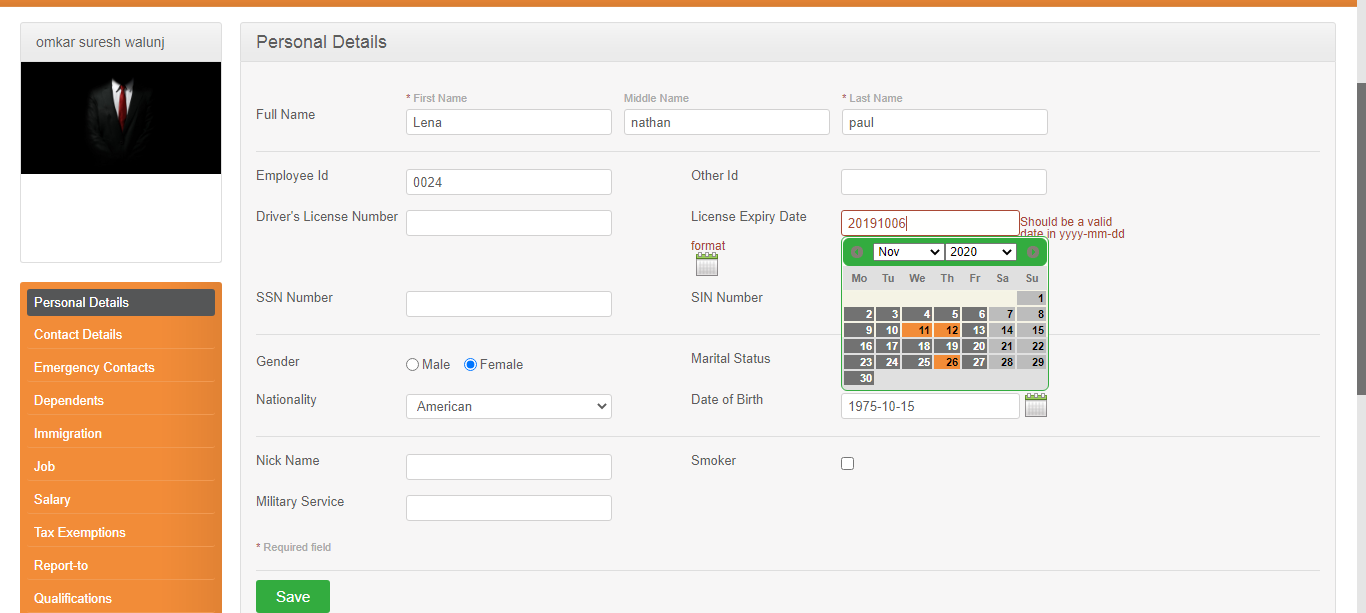 omkar suresh walunj
Personal Details
Contact Details
Emergency Contacts
Dependents
Immigration
Job
Salary
Tax Exemptions
Report-to
Qualifications
Personal Details
* First Name Middle Name * Last Name
Full Name Lena nathan paul
Employee Id 0024 Other Id
Driver's License Number License Expiry Date 20191006 Should be a valid
date in yyyy-mm-dd
format
Nov 2020
Mo Tu We Th Fr Sa Su
1
2 3 4 5 6 7 8
9 10 11 12 13 14 15
16 17 18 19 20 21 22
23 24 25 26 27 28 29
30
SSN Number SIN Number
Gender Male Female Marital Status
Nationality American Date of Birth 1975-10-15
Nick Name Smoker
Military Service
* Required field
Save